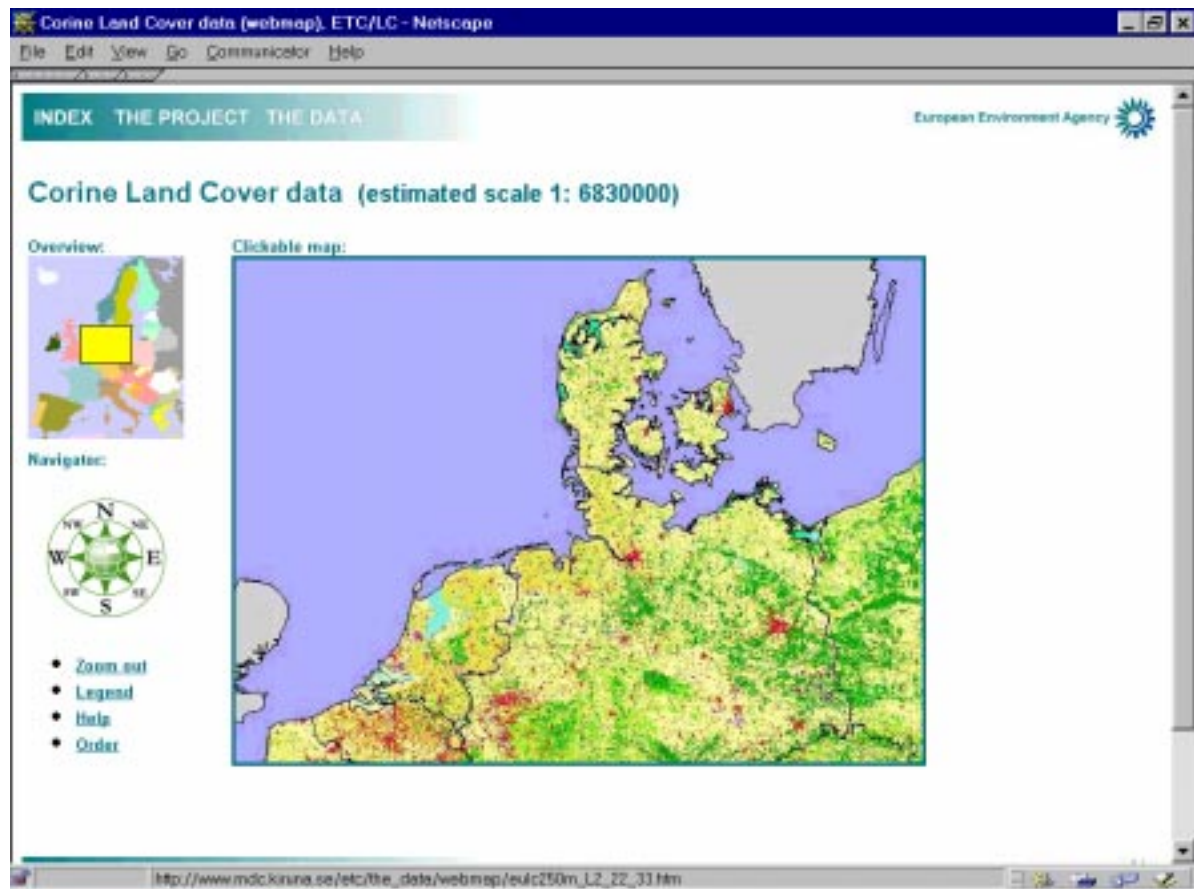 Corine Land Cover data (webmap). ETC/LC - Netscape
File Edit View Go Communicator Help
INDEX THE PROJECT THE DATA
European Environment Agency
Corine Land Cover data (estimated scale 1: 6830000)
Overview:
Clickable map:
Navigator:
N
NW NE
W E
SW SE
S
Zoom out
Legend
Help
Order
http://www.mdc.kiruna.se/etc/the_data/webmap/eulc250m_L2_22_33.htm